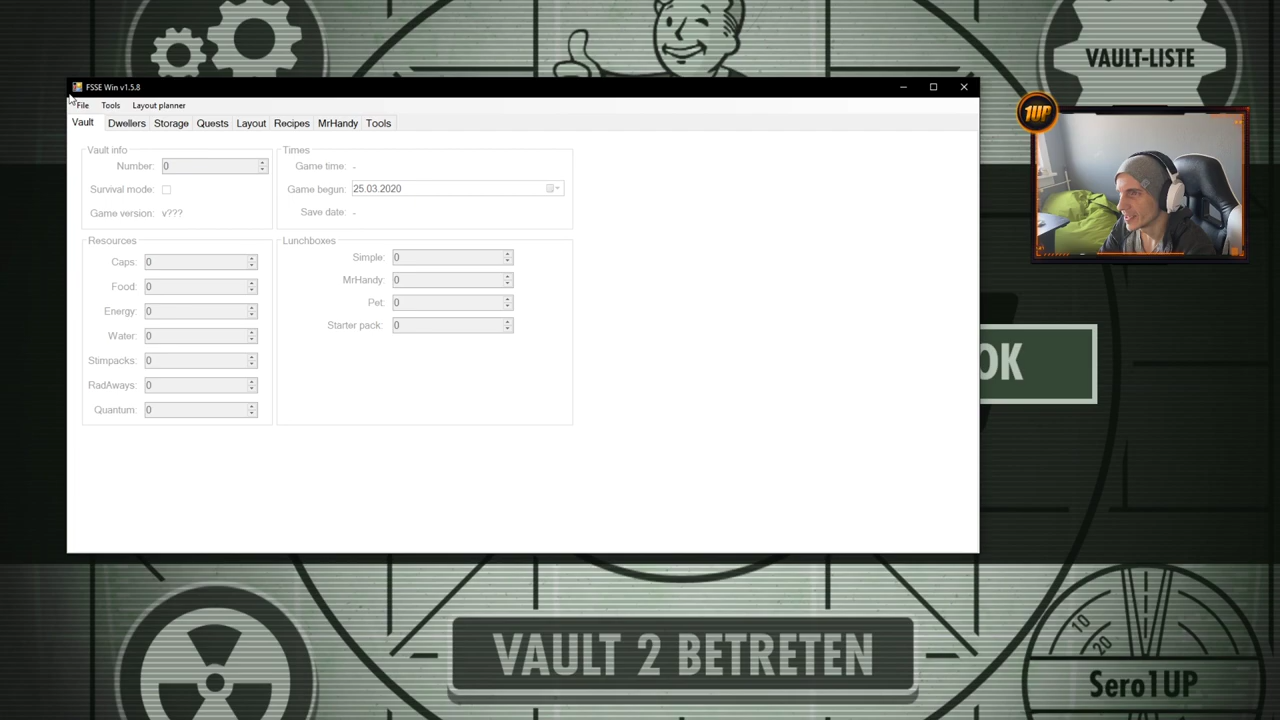 VAULT-LISTE
FSSE Win v1.5.8
File Tools Layout planner
Vault Dwellers Storage Quests Layout Recipes MrHandy Tools
Vault info
Number: 0
Survival mode:
Game version: v???
Times
Game time: -
Game begun: 25.03.2020
Save date: -
Resources
Caps: 0
Food: 0
Energy: 0
Water: 0
Stimpacks: 0
RadAways: 0
Quantum: 0
Lunchboxes
Simple: 0
MrHandy: 0
Pet: 0
Starter pack: 0
1UP
OK
VAULT 2 BETRETEN
10
20
Sero1UP